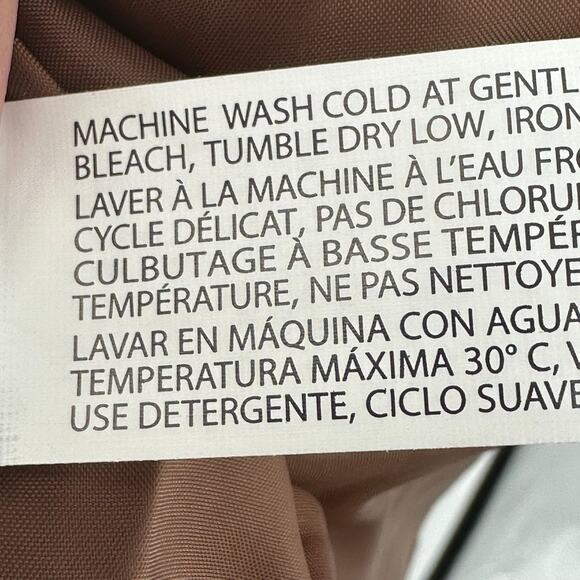 MACHINE WASH COLD AT GENTL
BLEACH, TUMBLE DRY LOW, IRON
LAVER À LA MACHINE À L'EAU FRO
CYCLE DÉLICAT, PAS DE CHLORU
CULBUTAGE À BASSE TEMPÉR
TEMPÉRATURE, NE PAS NETTOYE
LAVAR EN MÁQUINA CON AGUA
TEMPERATURA MÁXIMA 30° C, V
USE DETERGENTE, CICLO SUAVE